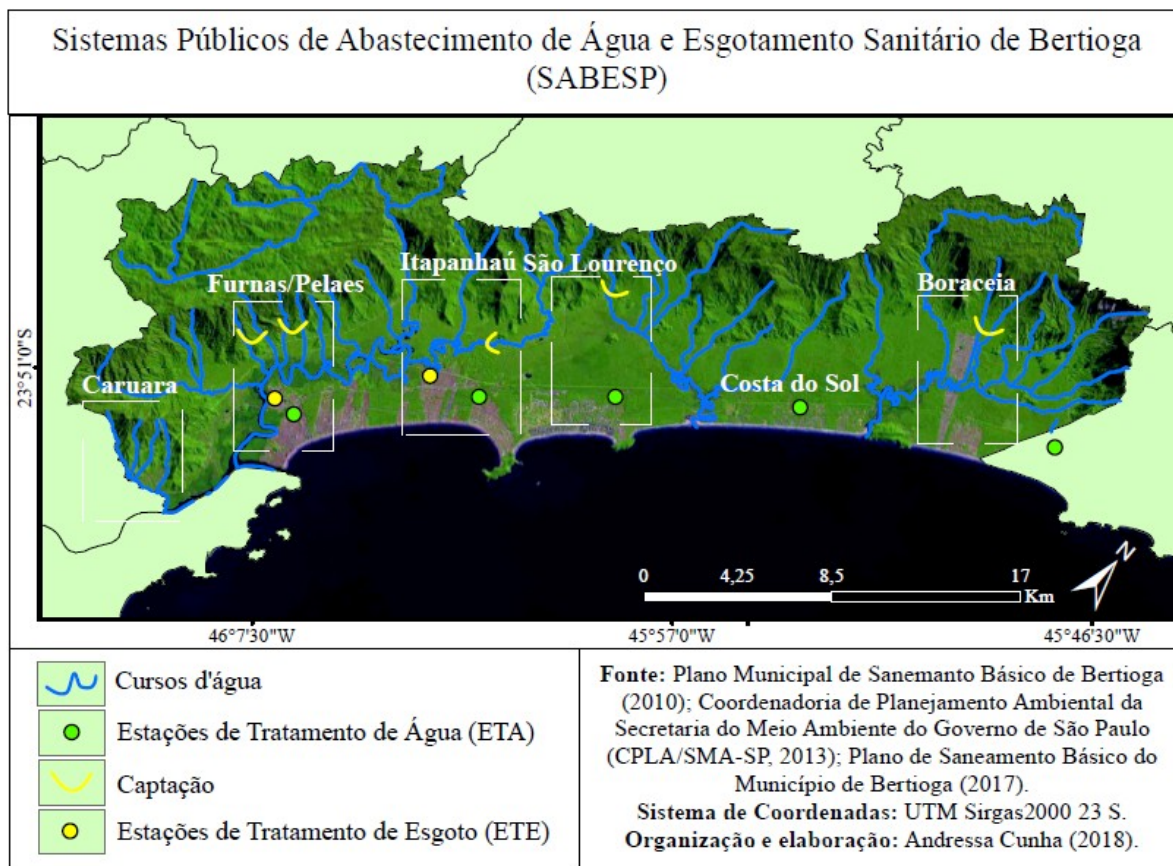 Sistemas Públicos de Abastecimento de Água e Esgotamento Sanitário de Bertioga
(SABESP)
Itapanhaú São Lourenço
Furnas/Pelaes
Boraceia
Caruara
Costa do Sol
23°51'0"S
N
0 4,25 8,5 17
Km
46°7'30"W 45°57'0"W 45°46'30"W
Cursos d'água
Estações de Tratamento de Água (ETA)
Captação
Estações de Tratamento de Esgoto (ETE)
Fonte: Plano Municipal de Sanemanto Básico de Bertioga
(2010); Coordenadoria de Planejamento Ambiental da
Secretaria do Meio Ambiente do Governo de São Paulo
(CPLA/SMA-SP, 2013); Plano de Saneamento Básico do
Município de Bertioga (2017).
Sistema de Coordenadas: UTM Sirgas2000 23 S.
Organização e elaboração: Andressa Cunha (2018).